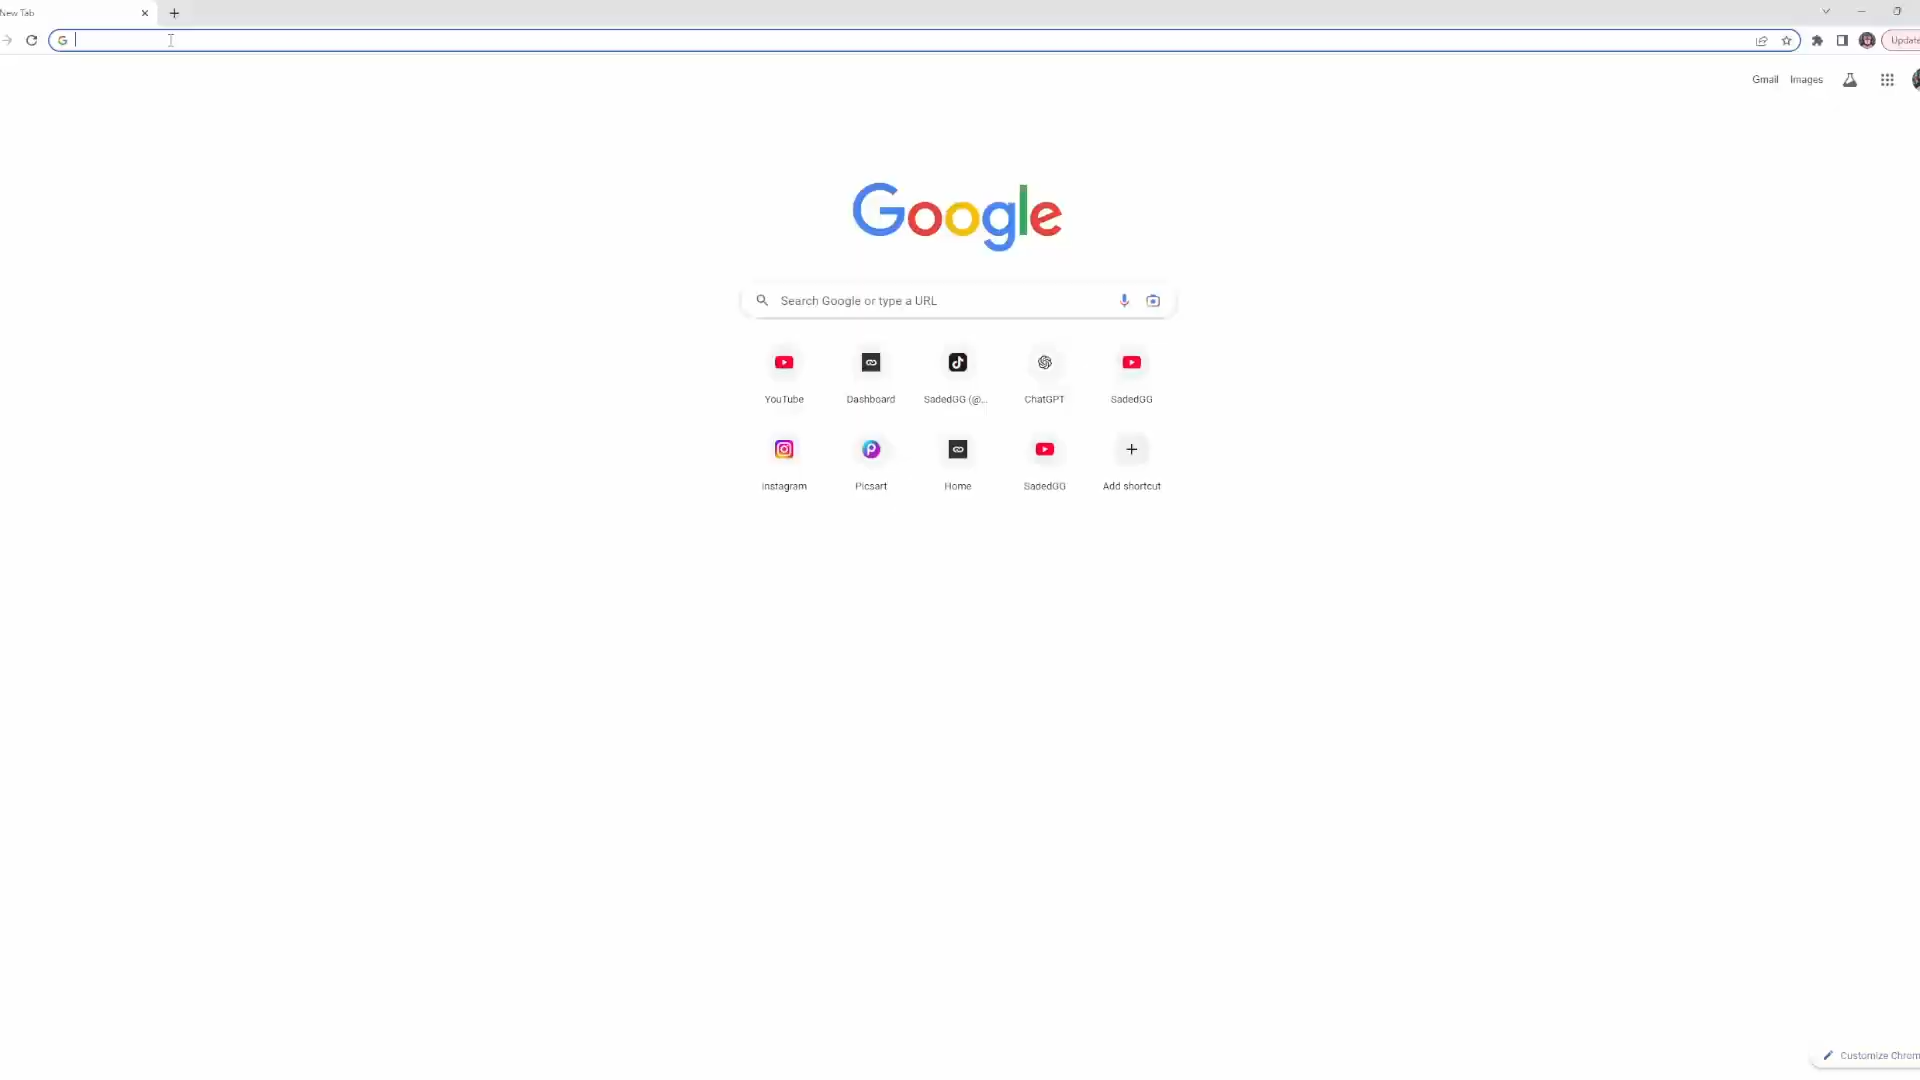 New Tab
Update
Gmail Images
Google
Search Google or type a URL
YouTube Dashboard SadedGG (@... ChatGPT SadedGG
Instagram Picsart Home SadedGG Add shortcut
Customize Chrom